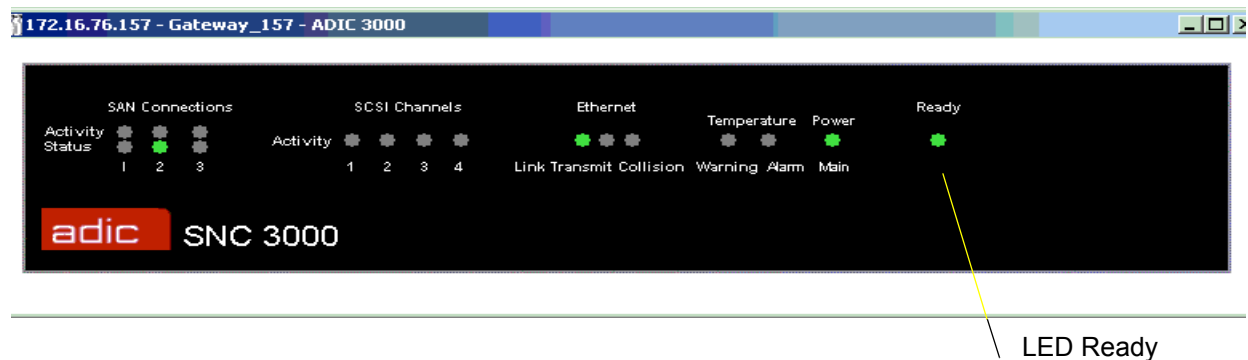 172.16.76.157 - Gateway_157 - ADIC 3000
SAN Connections SCSI Channels Ethernet Temperature Power Ready
Activity
Status
Activity
1 2 3 1 2 3 4 Link Transmit Collision Warning Alarm Main
adic SNC 3000
LED Ready